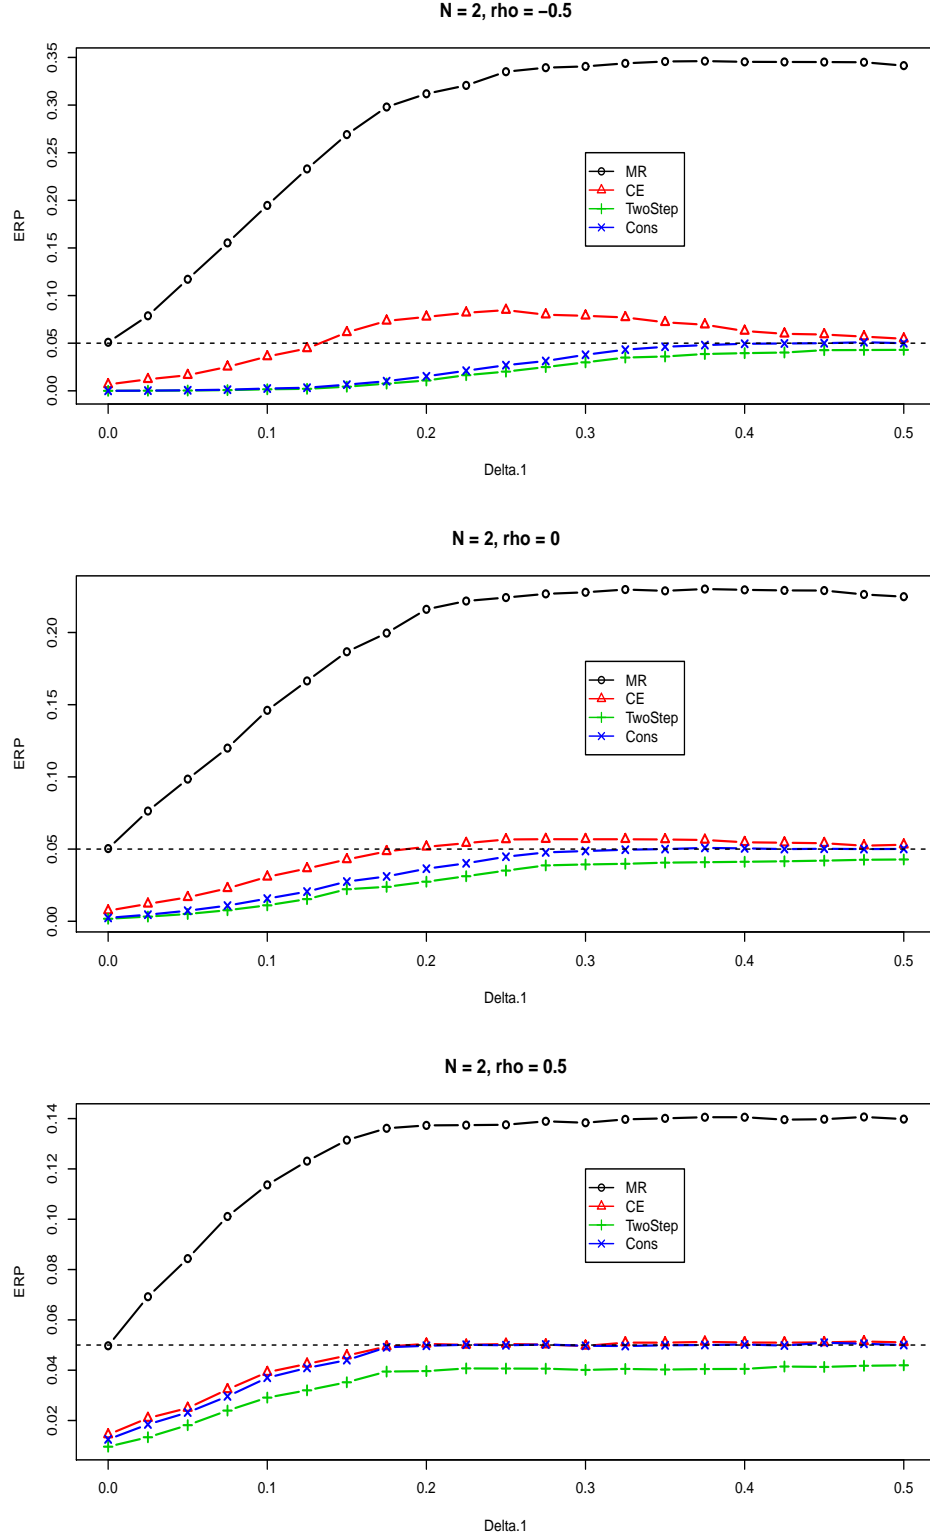 N = 2, rho = −0.5
ERP
0.35
0.30
0.25
0.20
0.15
0.10
0.05
0.00
MR
CE
TwoStep
Cons
0.0 0.1 0.2 0.3 0.4 0.5
Delta.1
N = 2, rho = 0
ERP
0.20
0.15
0.10
0.05
0.00
MR
CE
TwoStep
Cons
0.0 0.1 0.2 0.3 0.4 0.5
Delta.1
N = 2, rho = 0.5
ERP
0.14
0.12
0.10
0.08
0.06
0.04
0.02
MR
CE
TwoStep
Cons
0.0 0.1 0.2 0.3 0.4 0.5
Delta.1